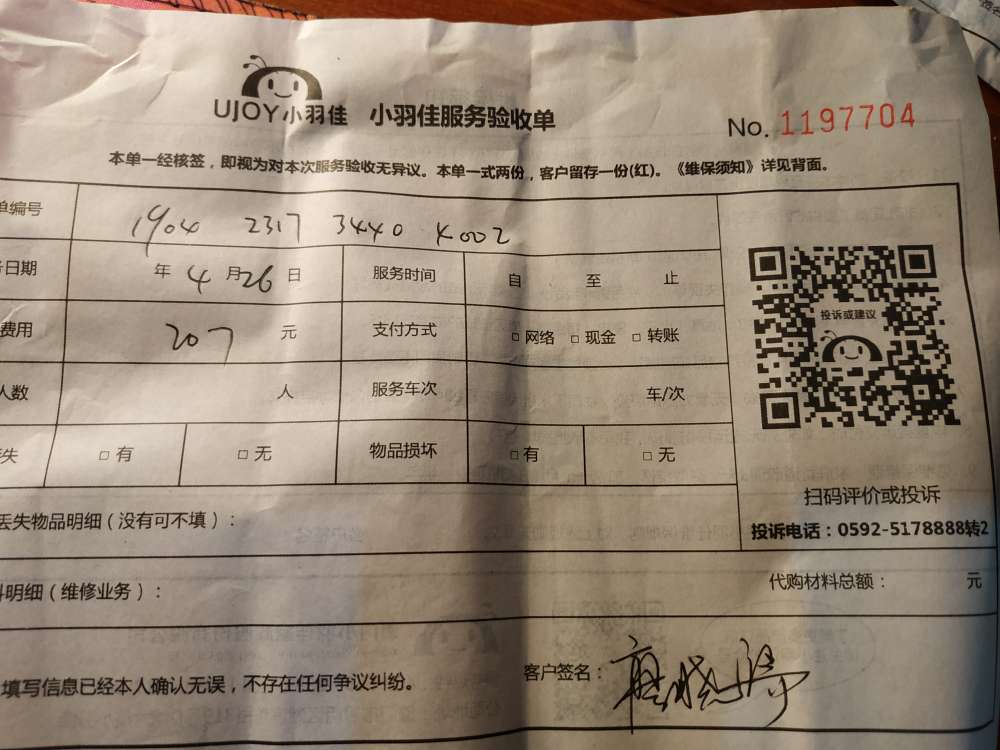 UJOY小羽佳 小羽佳服务验收单 No. 1197704
本单一经核签，即视为对本次服务验收无异议。本单一式两份，客户留存一份(红)。《维保须知》详见背面。
单编号 1904 2317 3440 K002
务日期 年 4 月 26 日 服务时间 自 至 止
费用 207 元 支付方式 □ 网络 □ 现金 □ 转账
人数 人 服务车次 车/次
丢失 □ 有 □ 无 物品损坏 □ 有 □ 无
投诉或建议
扫码评价或投诉
投诉电话：0592-5178888转2
丢失物品明细（没有可不填）：
料明细（维修业务）： 代购材料总额： 元
填写信息已经本人确认无误，不存在任何争议纠纷。 客户签名：